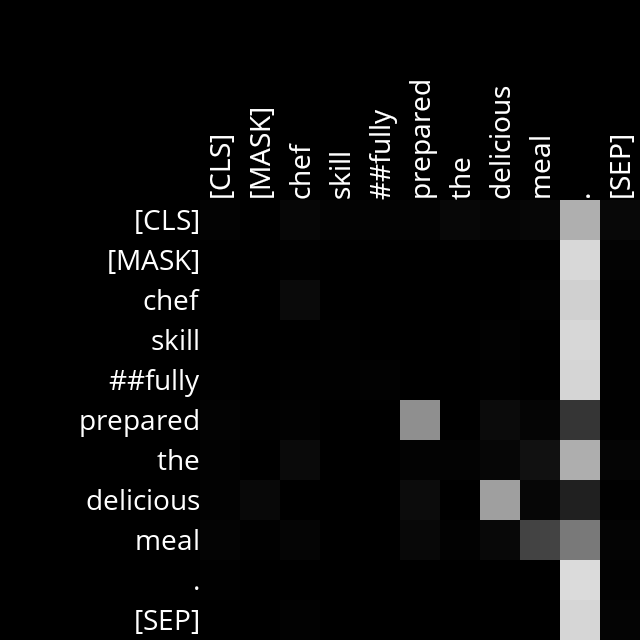 [CLS]
[MASK]
chef
skill
##fully
prepared
the
delicious
meal
.
[SEP]
[CLS]
[MASK]
chef
skill
##fully
prepared
the
delicious
meal
.
[SEP]